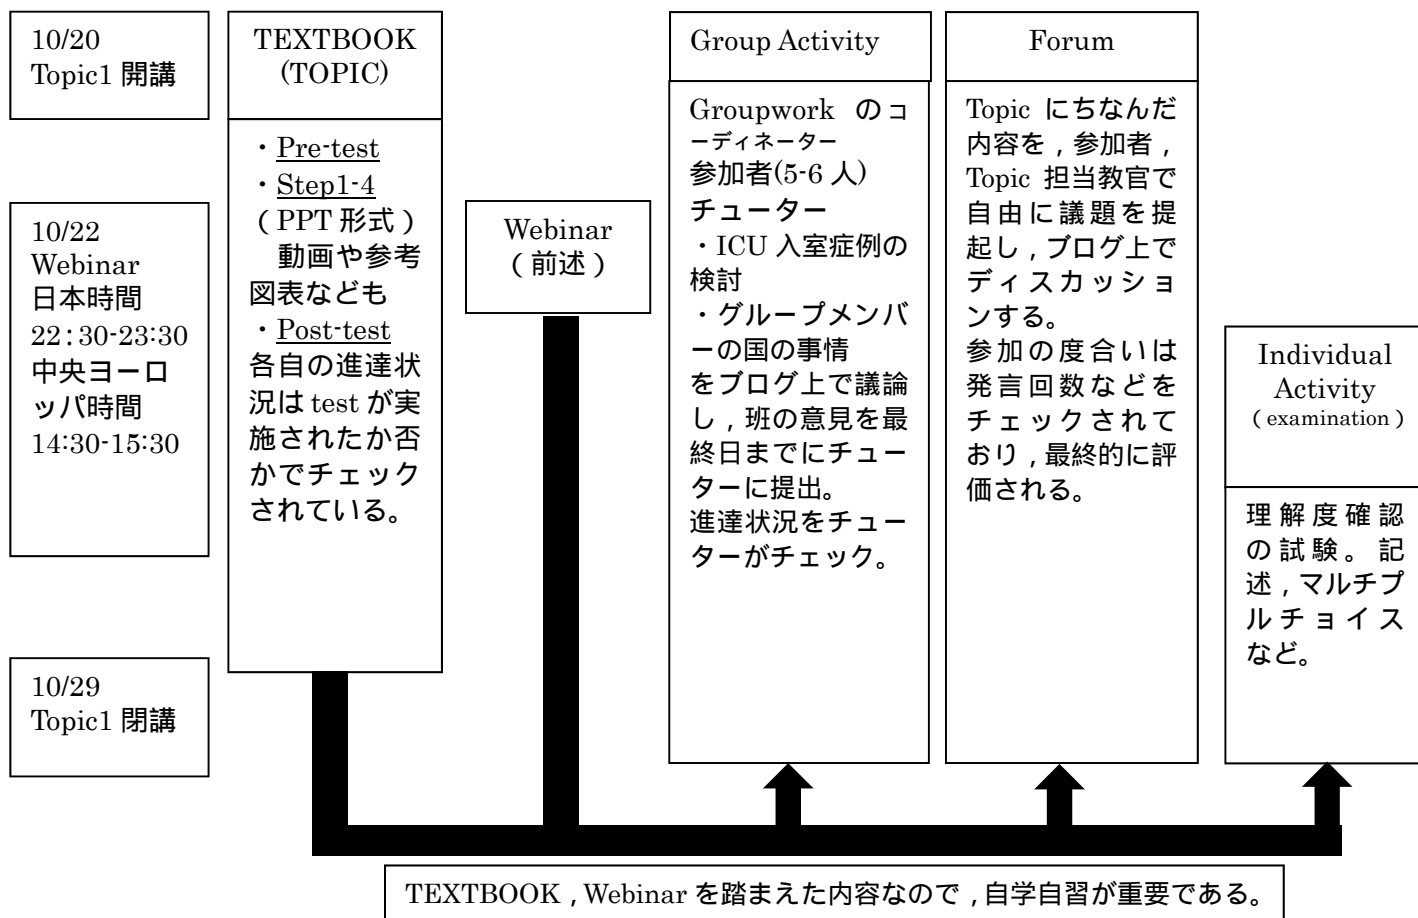 10/20
Topic1 開講
10/22
Webinar
日本時間
22:30-23:30
中央ヨーロ
ッパ時間
14:30-15:30
10/29
Topic1 閉講
TEXTBOOK
(TOPIC)
・Pre-test
・Step1-4
（PPT 形式）
動画や参考
図表なども
・Post-test
各自の進達状
況は test が実
施されたか否
かでチェック
されている。
Webinar
（前述）
Group Activity
Groupwork のコ
ーディネーター
参加者(5-6 人)
チューター
・ICU 入室症例の
検討
・グループメンバ
ーの国の事情
をブログ上で議論
し，班の意見を最
終日までにチュー
ターに提出。
進達状況をチュー
ターがチェック。
Forum
Topic にちなんだ
内容を，参加者，
Topic 担当教官で
自由に議題を提
起し，ブログ上で
ディスカッショ
ンする。
参加の度合いは
発言回数などを
チェックされて
おり，最終的に評
価される。
Individual
Activity
（examination）
理解度確認
の試験。記
述，マルチプ
ルチョイス
など。
TEXTBOOK，Webinar を踏まえた内容なので，自学自習が重要である。